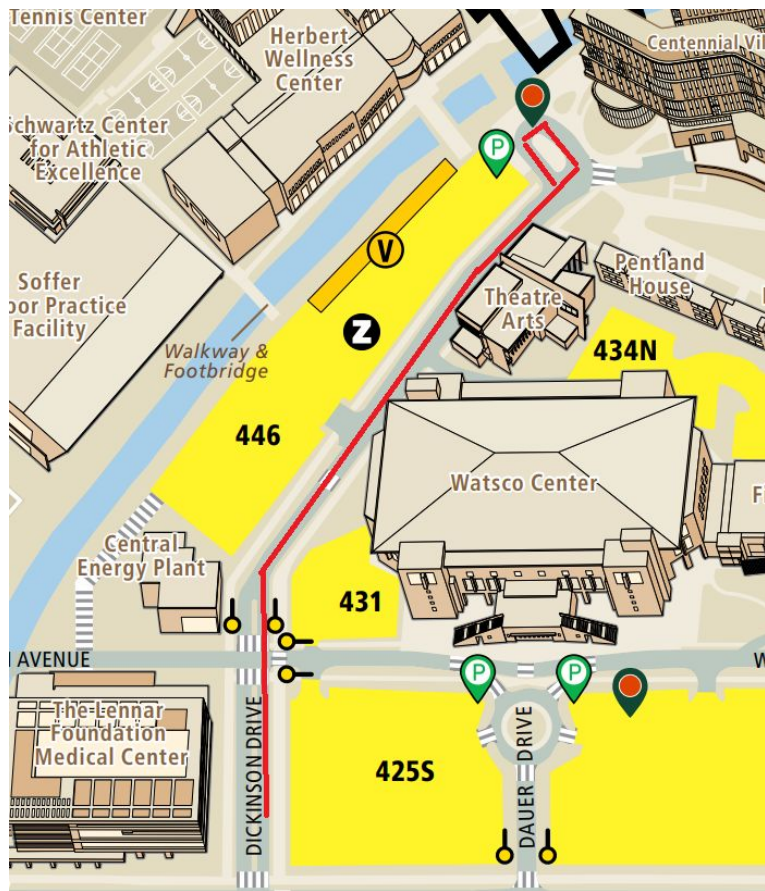 Tennis Center
Herbert
Wellness
Center
Centennial Vil
Schwartz Center
for Athletic
Excellence
P
V
Soffer
oor Practice
Facility
Pentland
House
Theatre
Arts
Z
Walkway &
Footbridge
434N
446
Watsco Center
F
Central
Energy Plant
431
AVENUE
W
P
P
The Lennar
Foundation
Medical Center
DICKINSON DRIVE
425S
DAUER DRIVE